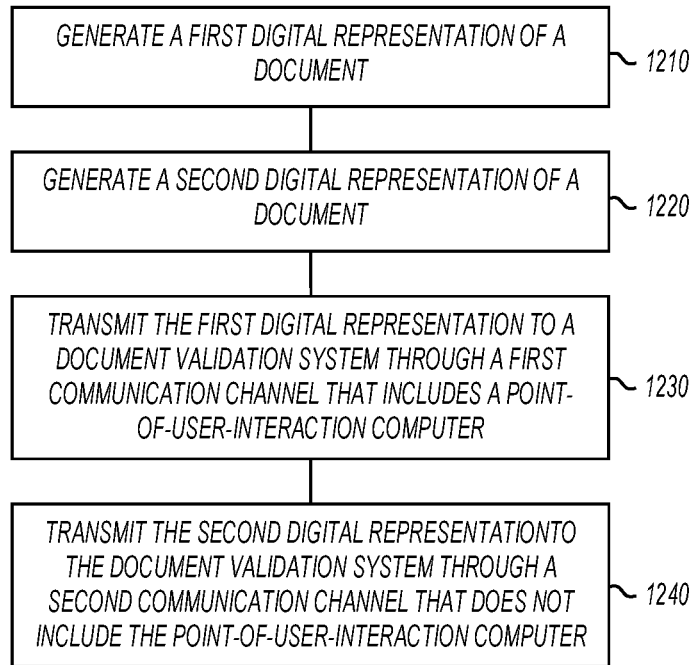 GENERATE A FIRST DIGITAL REPRESENTATION OF A
DOCUMENT
1210
GENERATE A SECOND DIGITAL REPRESENTATION OF A
DOCUMENT
1220
TRANSMIT THE FIRST DIGITAL REPRESENTATION TO A
DOCUMENT VALIDATION SYSTEM THROUGH A FIRST
COMMUNICATION CHANNEL THAT INCLUDES A POINT-
OF-USER-INTERACTION COMPUTER
1230
TRANSMIT THE SECOND DIGITAL REPRESENTATIONTO
THE DOCUMENT VALIDATION SYSTEM THROUGH A
SECOND COMMUNICATION CHANNEL THAT DOES NOT
INCLUDE THE POINT-OF-USER-INTERACTION COMPUTER
1240